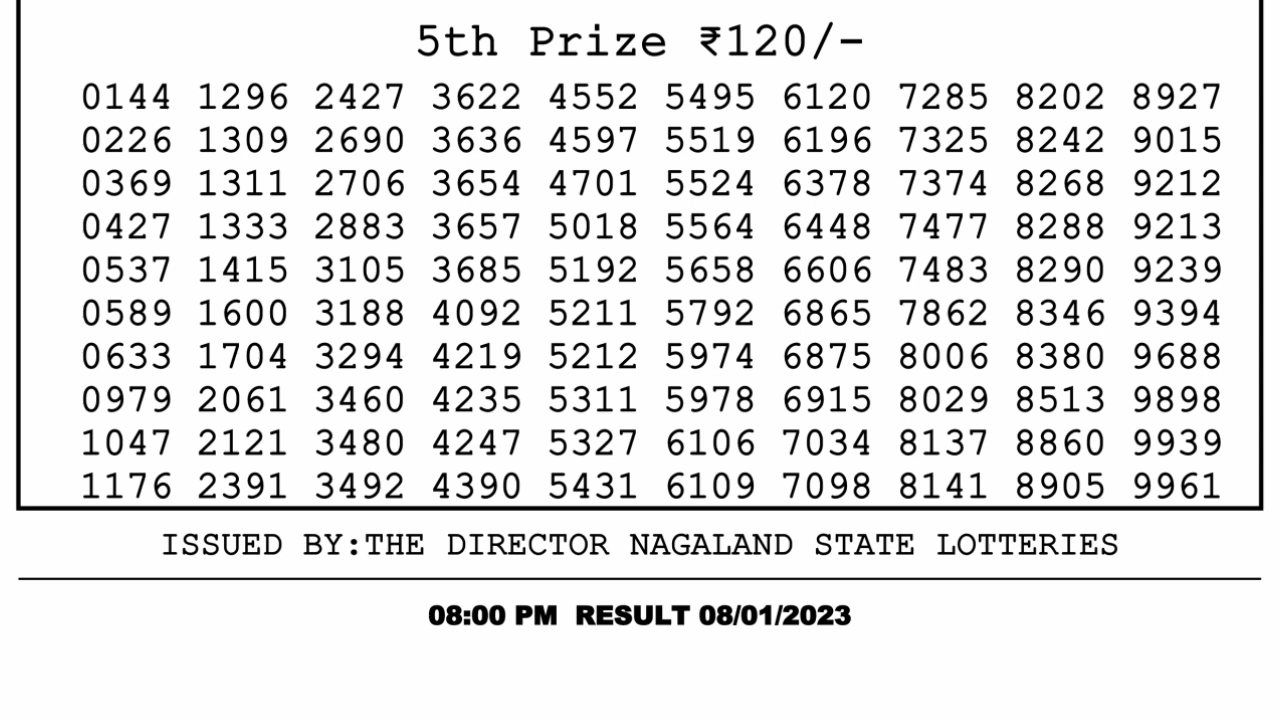 5th Prize ₹120/-
0144 1296 2427 3622 4552 5495 6120 7285 8202 8927
0226 1309 2690 3636 4597 5519 6196 7325 8242 9015
0369 1311 2706 3654 4701 5524 6378 7374 8268 9212
0427 1333 2883 3657 5018 5564 6448 7477 8288 9213
0537 1415 3105 3685 5192 5658 6606 7483 8290 9239
0589 1600 3188 4092 5211 5792 6865 7862 8346 9394
0633 1704 3294 4219 5212 5974 6875 8006 8380 9688
0979 2061 3460 4235 5311 5978 6915 8029 8513 9898
1047 2121 3480 4247 5327 6106 7034 8137 8860 9939
1176 2391 3492 4390 5431 6109 7098 8141 8905 9961
ISSUED BY:THE DIRECTOR NAGALAND STATE LOTTERIES
08:00 PM RESULT 08/01/2023